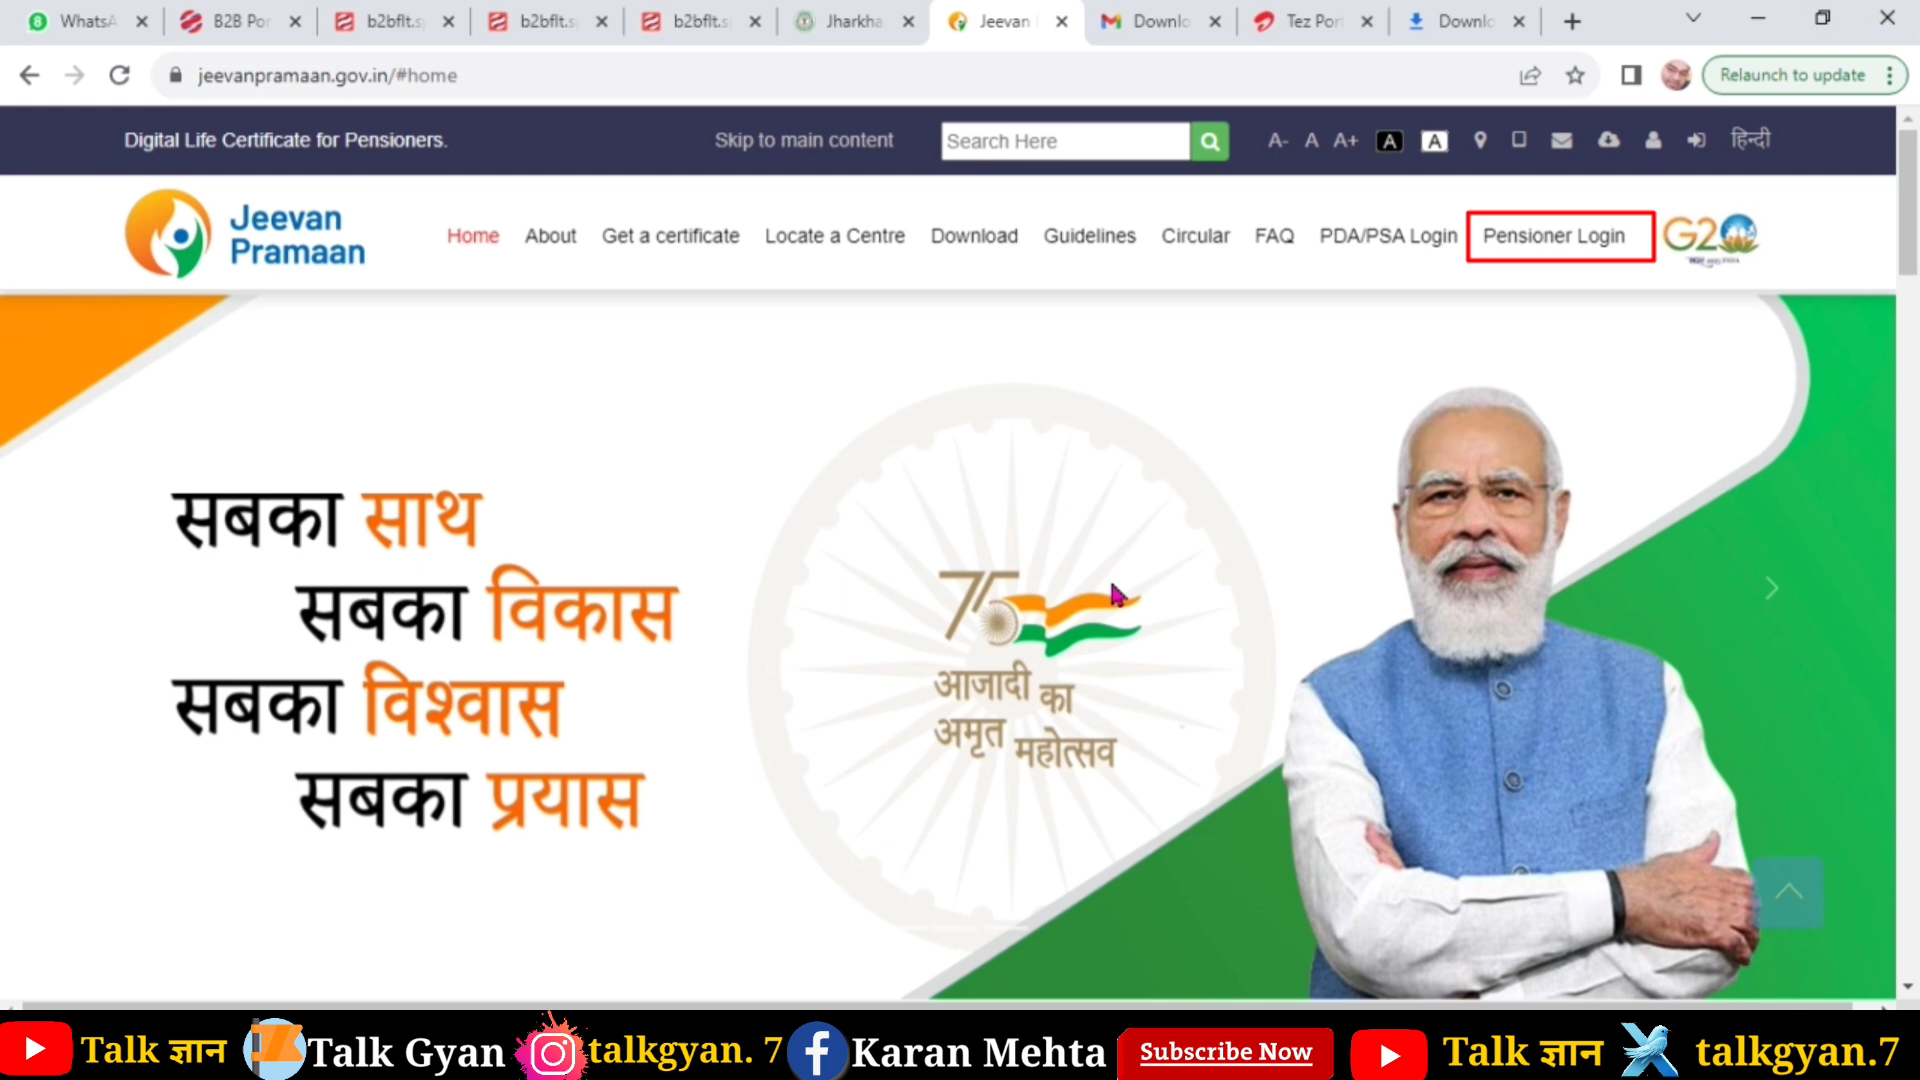 WhatsA
B2B Por
b2bflt.s
b2bflt.s
b2bflt.s
Jharkha
Jeevan
Downlo
Tez Por
Downlo
jeevanpramaan.gov.in/#home
Relaunch to update
Digital Life Certificate for Pensioners.
Skip to main content
Search Here
A- A A+ A A
हिन्दी
Jeevan
Pramaan
Home About Get a certificate Locate a Centre Download Guidelines Circular FAQ PDA/PSA Login Pensioner Login
G20
सबका साथ
सबका विकास
सबका विश्वास
सबका प्रयास
75
आजादी का
अमृत महोत्सव
Talk ज्ञान Talk Gyan talkgyan. 7 Karan Mehta Subscribe Now Talk ज्ञान talkgyan.7